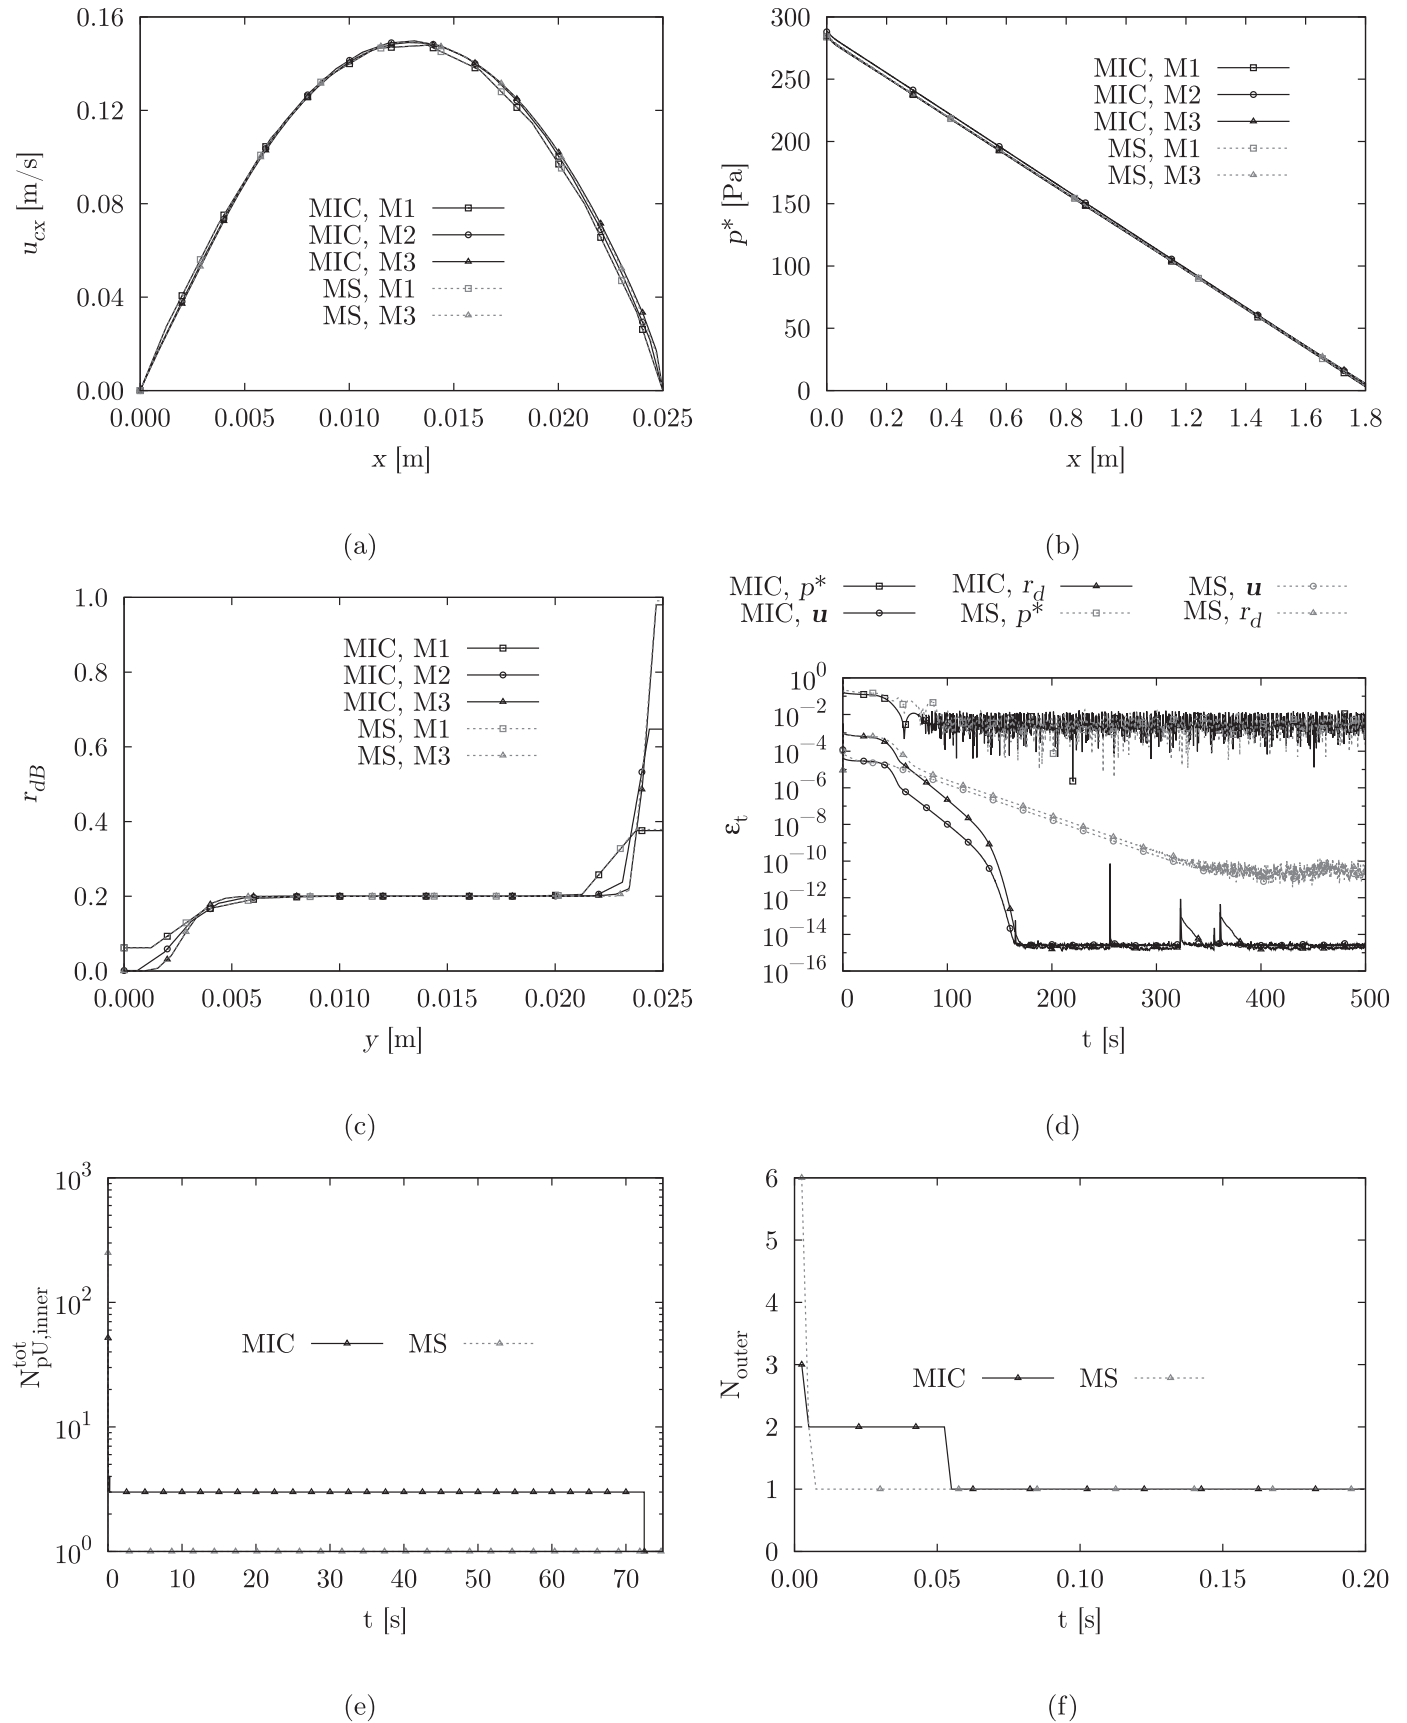 0.16
0.12
0.08
0.04
0.00
u_cx [m/s]
MIC, M1
MIC, M2
MIC, M3
MS, M1
MS, M3
0.000 0.005 0.010 0.015 0.020 0.025
x [m]
(a)
300
250
200
150
100
50
0
p* [Pa]
MIC, M1
MIC, M2
MIC, M3
MS, M1
MS, M3
0.0 0.2 0.4 0.6 0.8 1.0 1.2 1.4 1.6 1.8
x [m]
(b)
1.0
0.8
0.6
0.4
0.2
0.0
r_dB
MIC, M1
MIC, M2
MIC, M3
MS, M1
MS, M3
0.000 0.005 0.010 0.015 0.020 0.025
y [m]
(c)
MIC, p* MIC, r_d MS, u
MIC, u MS, p* MS, r_d
10^0
10^−2
10^−4
10^−6
10^−8
10^−10
10^−12
10^−14
10^−16
ε_t
0 100 200 300 400 500
t [s]
(d)
10^3
10^2
10^1
10^0
N^tot_pU,inner
MIC MS
0 10 20 30 40 50 60 70
t [s]
(e)
6
5
4
3
2
1
0
N_outer
MIC MS
0.00 0.05 0.10 0.15 0.20
t [s]
(f)